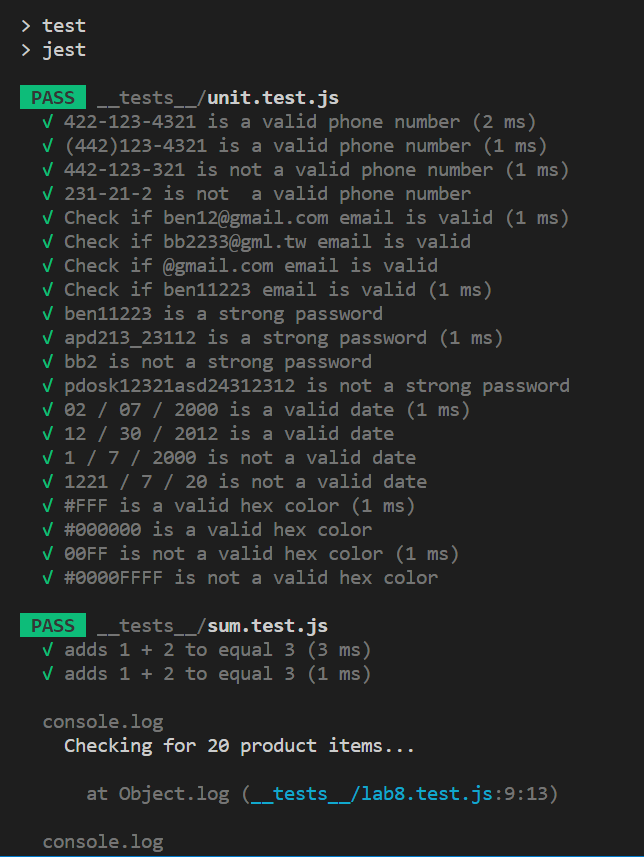 > test
> jest
PASS __tests__/unit.test.js
√ 422-123-4321 is a valid phone number (2 ms)
√ (442)123-4321 is a valid phone number (1 ms)
√ 442-123-321 is not a valid phone number (1 ms)
√ 231-21-2 is not  a valid phone number
√ Check if ben12@gmail.com email is valid (1 ms)
√ Check if bb2233@gml.tw email is valid
√ Check if @gmail.com email is valid
√ Check if ben11223 email is valid (1 ms)
√ ben11223 is a strong password
√ apd213_23112 is a strong password (1 ms)
√ bb2 is not a strong password
√ pdosk12321asd24312312 is not a strong password
√ 02 / 07 / 2000 is a valid date (1 ms)
√ 12 / 30 / 2012 is a valid date
√ 1 / 7 / 2000 is not a valid date
√ 1221 / 7 / 20 is not a valid date
√ #FFF is a valid hex color (1 ms)
√ #000000 is a valid hex color
√ 00FF is not a valid hex color (1 ms)
√ #0000FFFF is not a valid hex color
PASS __tests__/sum.test.js
√ adds 1 + 2 to equal 3 (3 ms)
√ adds 1 + 2 to equal 3 (1 ms)
console.log
Checking for 20 product items...
at Object.log (__tests__/lab8.test.js:9:13)
console.log